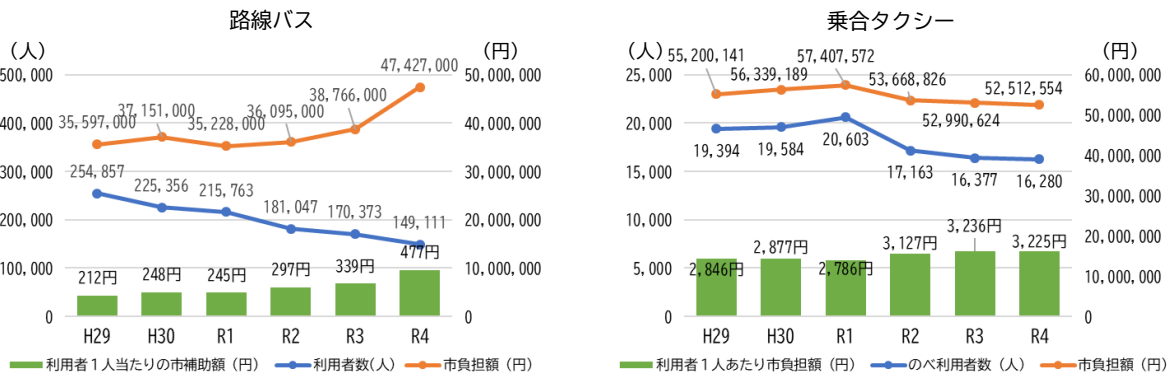 路線バス
(人)
(円)
500,000
400,000
300,000
200,000
100,000
0
50,000,000
40,000,000
30,000,000
20,000,000
10,000,000
0
35,597,000
37,151,000
35,228,000
36,095,000
38,766,000
47,427,000
254,857
225,356
215,763
181,047
170,373
149,111
212円
248円
245円
297円
339円
477円
H29
H30
R1
R2
R3
R4
利用者１人当たりの市補助額（円）
利用者数(人)
市負担額（円）
乗合タクシー
(人)
(円)
25,000
20,000
15,000
10,000
5,000
0
60,000,000
50,000,000
40,000,000
30,000,000
20,000,000
10,000,000
0
55,200,141
56,339,189
57,407,572
53,668,826
52,990,624
52,512,554
19,394
19,584
20,603
17,163
16,377
16,280
2,846円
2,877円
2,786円
3,127円
3,236円
3,225円
H29
H30
R1
R2
R3
R4
利用者１人あたり市負担額（円）
のべ利用者数（人）
市負担額（円）